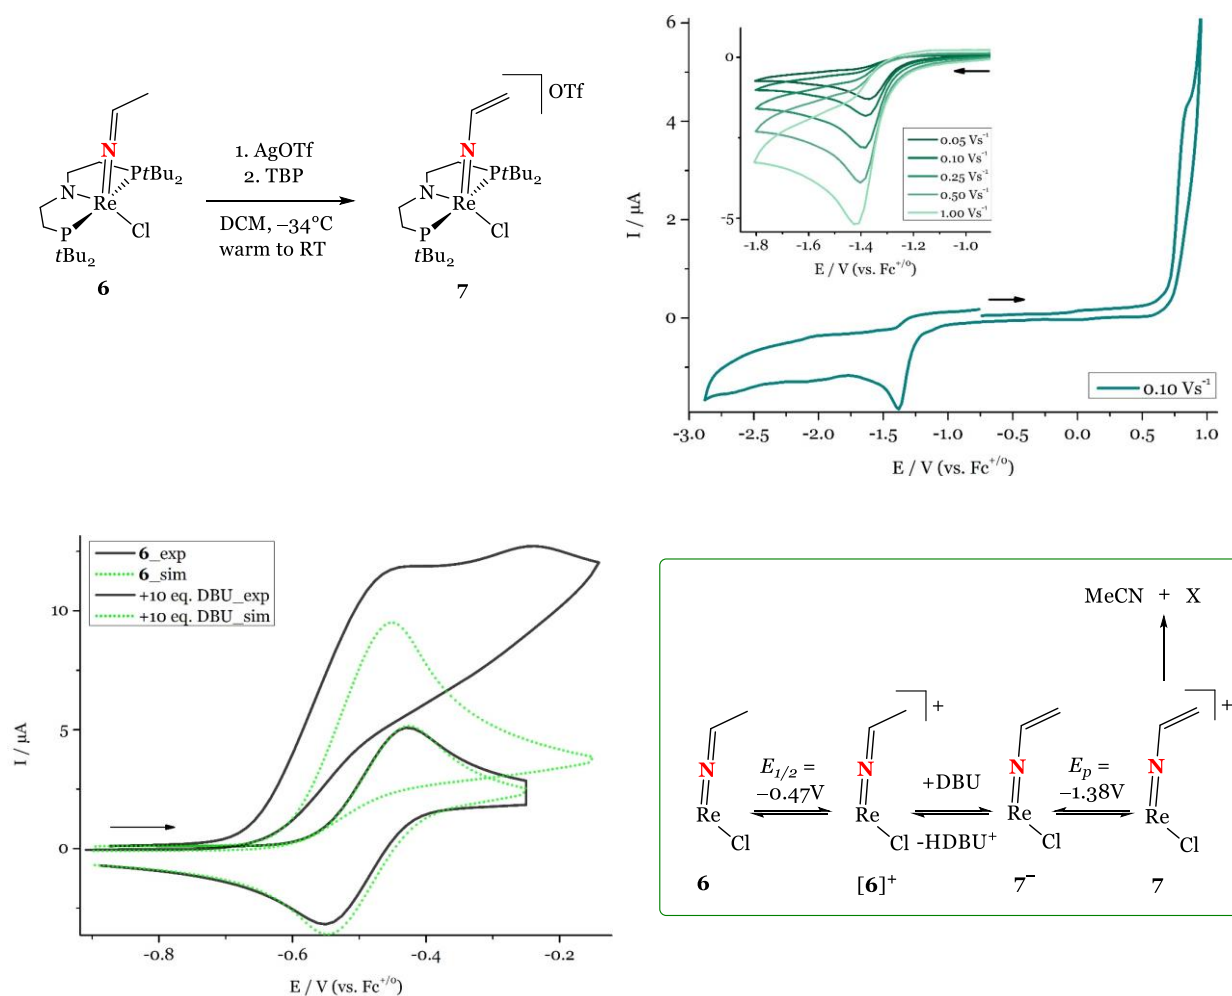 N
N
Re
Cl
PtBu₂
P
tBu₂
6
1. AgOTf
2. TBP
DCM, –34°C
warm to RT
N
N
Re
Cl
PtBu₂
P
tBu₂
OTf
7
6
4
2
0
I / µA
-3.0 -2.5 -2.0 -1.5 -1.0 -0.5 0.0 0.5 1.0
E / V (vs. Fc⁺/⁰)
0.10 Vs⁻¹
0
-5
I / µA
-1.8 -1.6 -1.4 -1.2 -1.0
E / V (vs. Fc⁺/⁰)
0.05 Vs⁻¹
0.10 Vs⁻¹
0.25 Vs⁻¹
0.50 Vs⁻¹
1.00 Vs⁻¹
6_exp
6_sim
+10 eq. DBU_exp
+10 eq. DBU_sim
10
5
0
I / µA
-0.8 -0.6 -0.4 -0.2
E / V (vs. Fc⁺/⁰)
MeCN + X
N
Re
Cl
6
E1/2 =
–0.47V
+
N
Re
Cl
[6]⁺
+DBU
-HDBU⁺
N
Re
Cl
7⁻
Ep =
–1.38V
+
N
Re
Cl
7